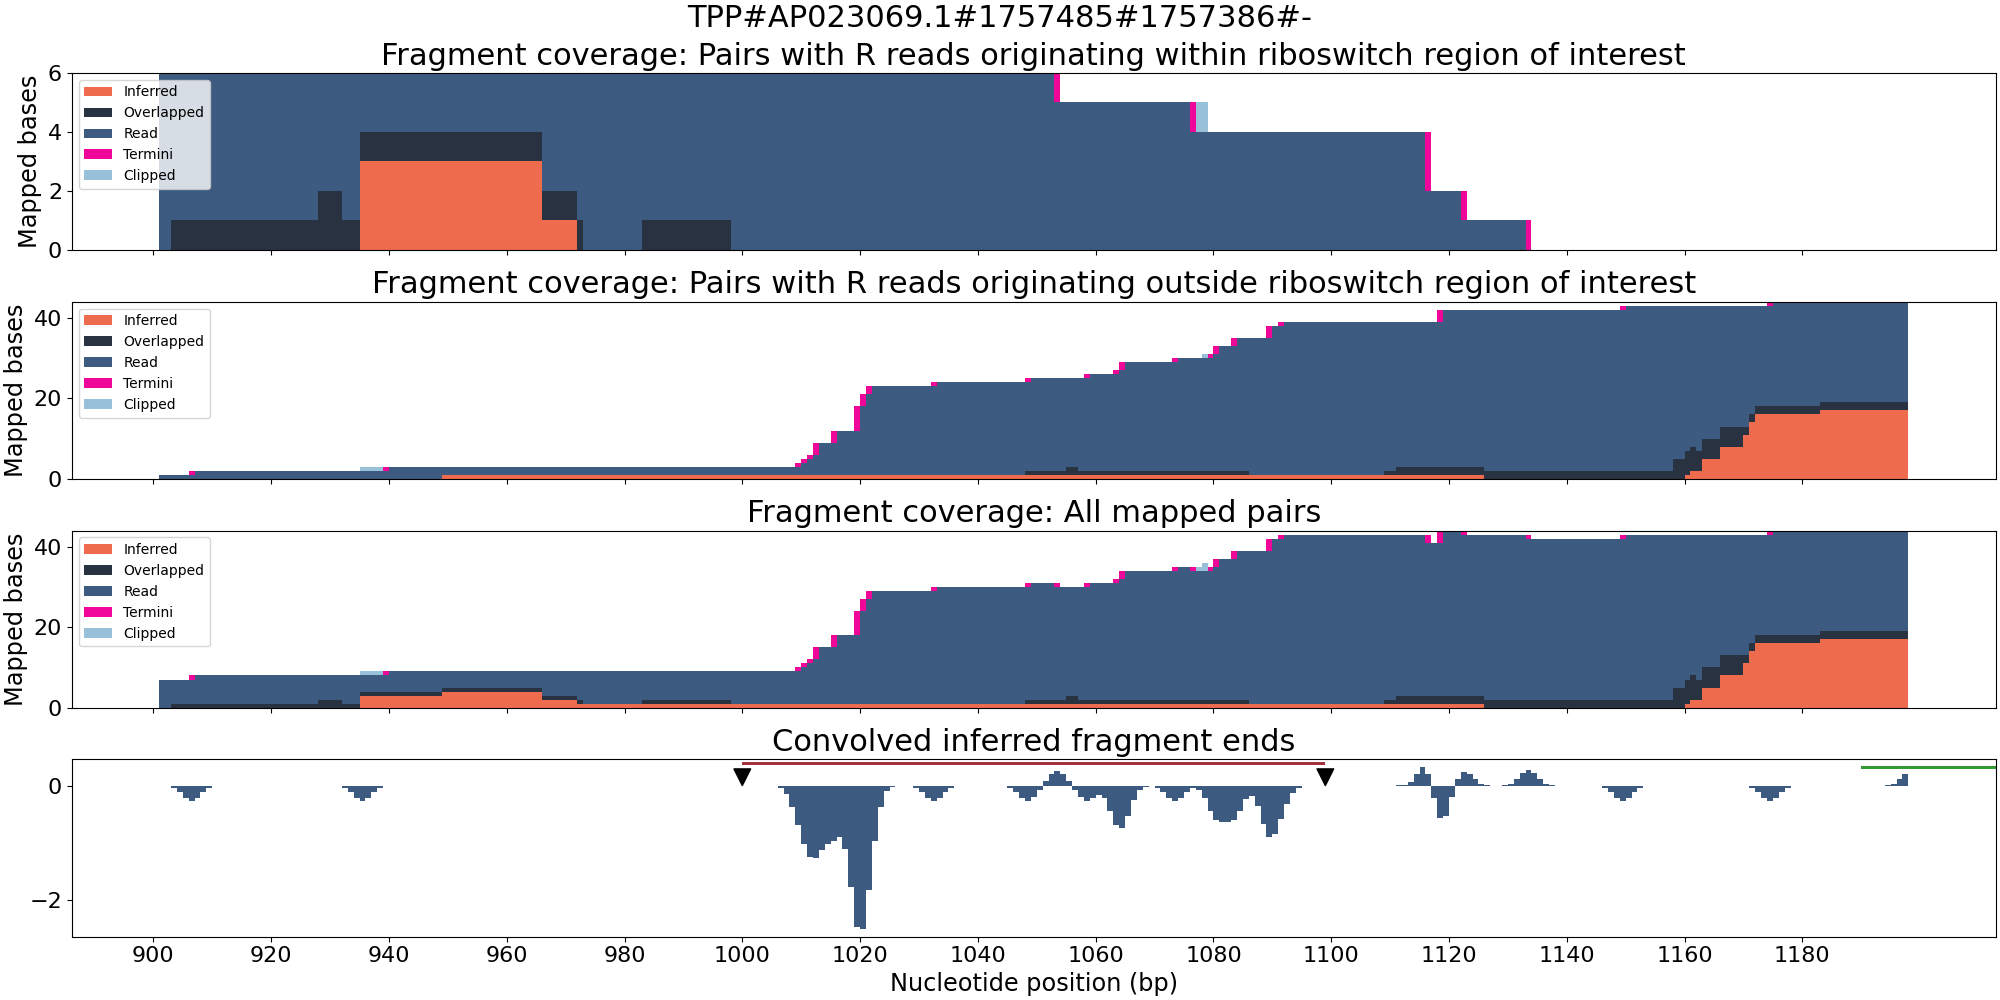 TPP#AP023069.1#1757485#1757386#-
Fragment coverage: Pairs with R reads originating within riboswitch region of interest
Mapped bases
6
4
2
0
Inferred
Overlapped
Read
Termini
Clipped
Fragment coverage: Pairs with R reads originating outside riboswitch region of interest
Mapped bases
40
20
0
Inferred
Overlapped
Read
Termini
Clipped
Fragment coverage: All mapped pairs
Mapped bases
40
20
0
Inferred
Overlapped
Read
Termini
Clipped
Convolved inferred fragment ends
0
−2
900 920 940 960 980 1000 1020 1040 1060 1080 1100 1120 1140 1160 1180
Nucleotide position (bp)